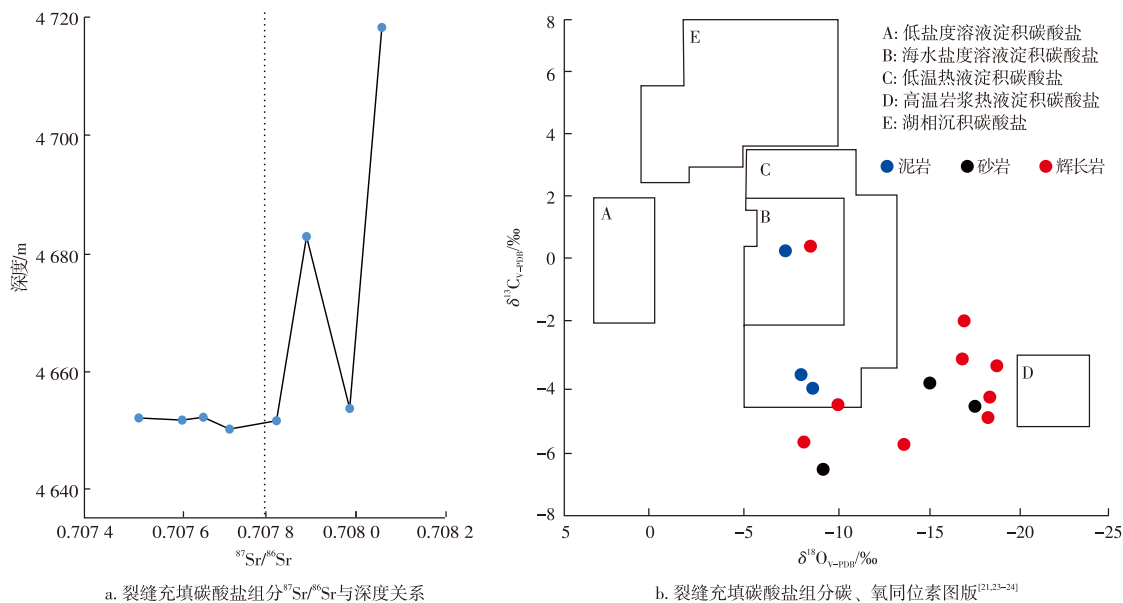 4 720
4 700
4 680
4 660
4 640
深度/m
0.707 4
0.707 6
0.707 8
0.708 0
0.708 2
⁸⁷Sr/⁸⁶Sr
a. 裂缝充填碳酸盐组分⁸⁷Sr/⁸⁶Sr与深度关系
8
6
4
2
0
−2
−4
−6
−8
δ¹³C_V-PDB/‰
5
0
−5
−10
−15
−20
−25
δ¹⁸O_V-PDB/‰
E
C
A
B
D
A: 低盐度溶液淀积碳酸盐
B: 海水盐度溶液淀积碳酸盐
C: 低温热液淀积碳酸盐
D: 高温岩浆热液淀积碳酸盐
E: 湖相沉积碳酸盐
泥岩
砂岩
辉长岩
b. 裂缝充填碳酸盐组分碳、氧同位素图版[21,23−24]